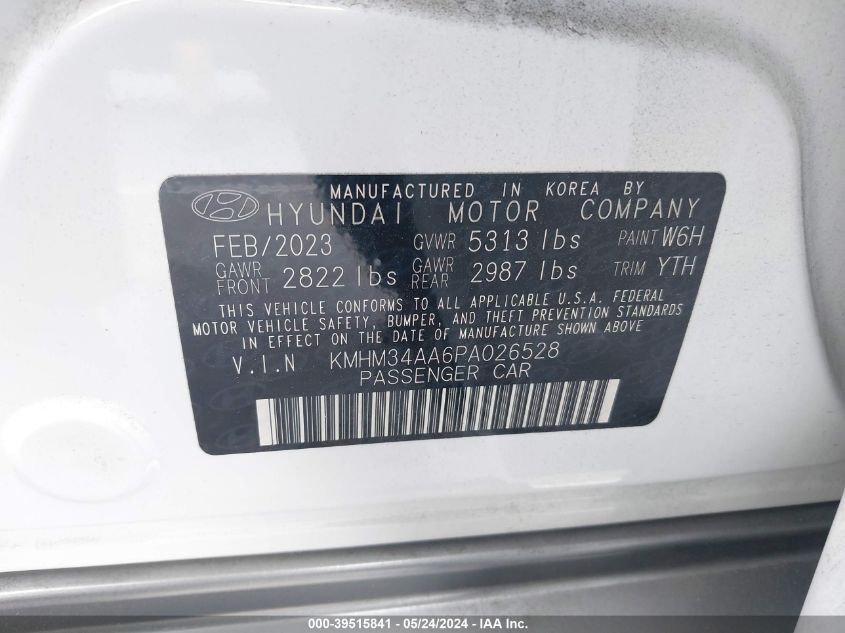 MANUFACTURED IN KOREA BY
HYUNDAI MOTOR COMPANY
FEB/2023 GVWR 5313 lbs PAINT W6H
GAWR FRONT 2822 lbs GAWR REAR 2987 lbs TRIM YTH
THIS VEHICLE CONFORMS TO ALL APPLICABLE U.S.A. FEDERAL
MOTOR VEHICLE SAFETY, BUMPER, AND THEFT PREVENTION STANDARDS
IN EFFECT ON THE DATE OF MANUFACTURE SHOWN ABOVE
V.I.N KMHM34AA6PA026528
PASSENGER CAR
000-39515841 - 05/24/2024 - IAA Inc.